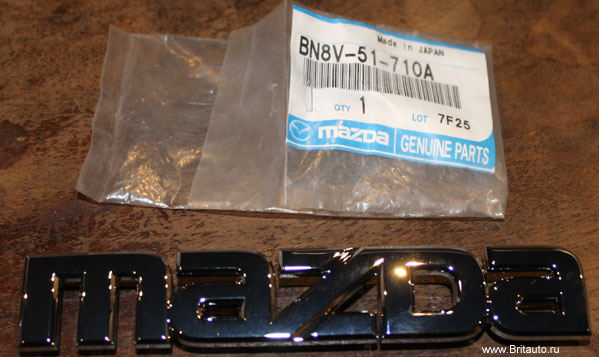 Made in JAPAN
BN8V-51-710A
QTY 1 LOT 7F25
mazda GENUINE PARTS
mazda
www.Britauto.ru